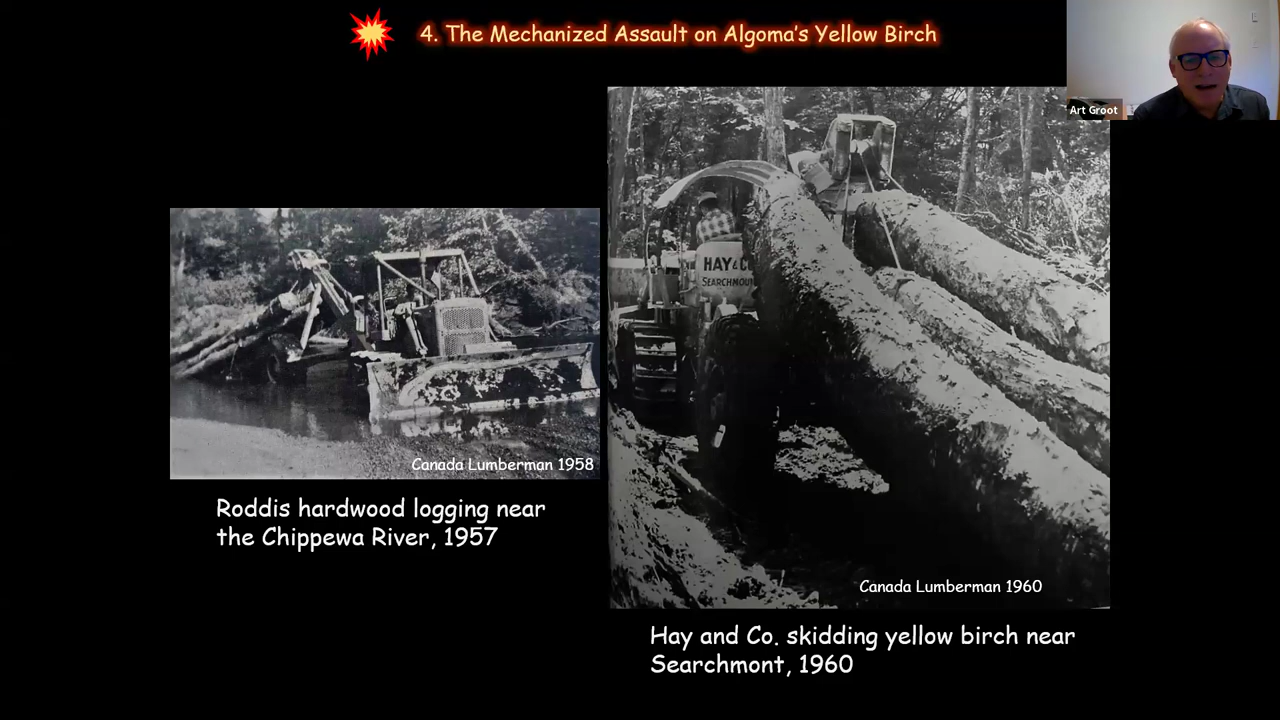 4. The Mechanized Assault on Algoma's Yellow Birch
Art Groot
HAY & CO
SEARCHMOUN
Canada Lumberman 1958
Roddis hardwood logging near
the Chippewa River, 1957
Canada Lumberman 1960
Hay and Co. skidding yellow birch near
Searchmont, 1960